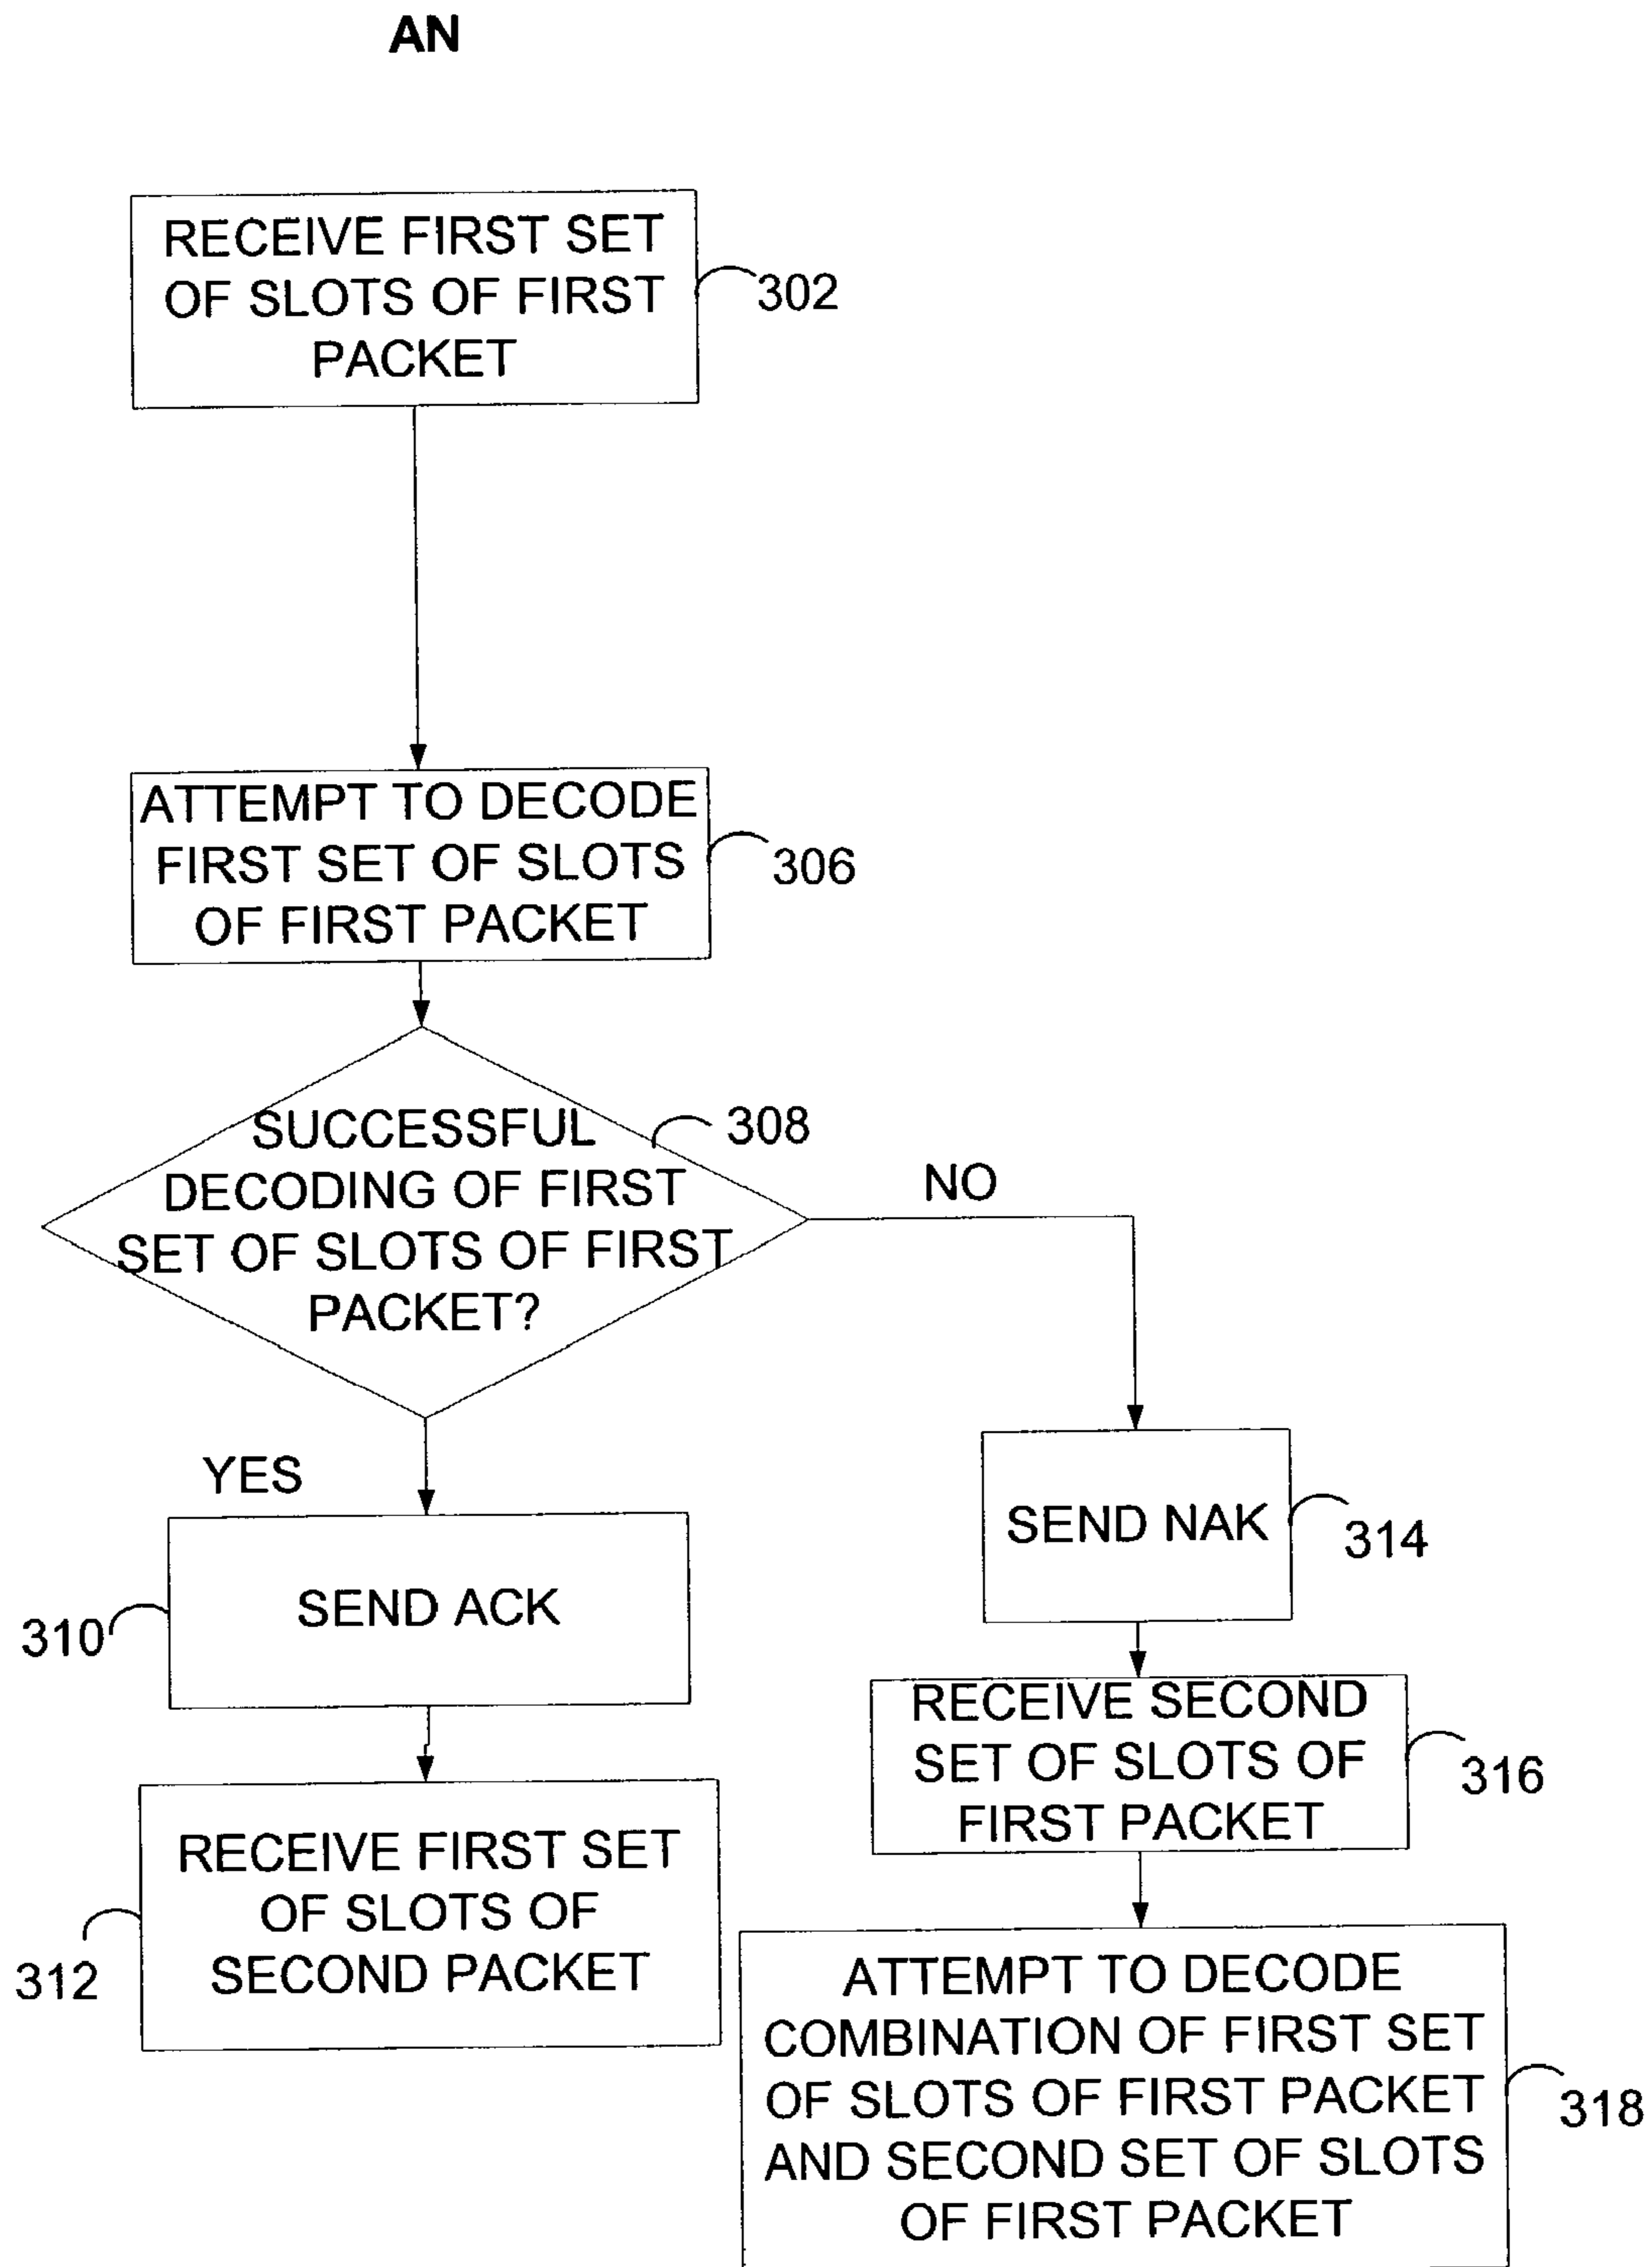 AN
RECEIVE FIRST SET
OF SLOTS OF FIRST
PACKET
302
ATTEMPT TO DECODE
FIRST SET OF SLOTS
OF FIRST PACKET
306
SUCCESSFUL
DECODING OF FIRST
SET OF SLOTS OF FIRST
PACKET?
308
NO
YES
SEND ACK
310
SEND NAK
314
RECEIVE FIRST SET
OF SLOTS OF
SECOND PACKET
312
RECEIVE SECOND
SET OF SLOTS OF
FIRST PACKET
316
ATTEMPT TO DECODE
COMBINATION OF FIRST SET
OF SLOTS OF FIRST PACKET
AND SECOND SET OF SLOTS
OF FIRST PACKET
318